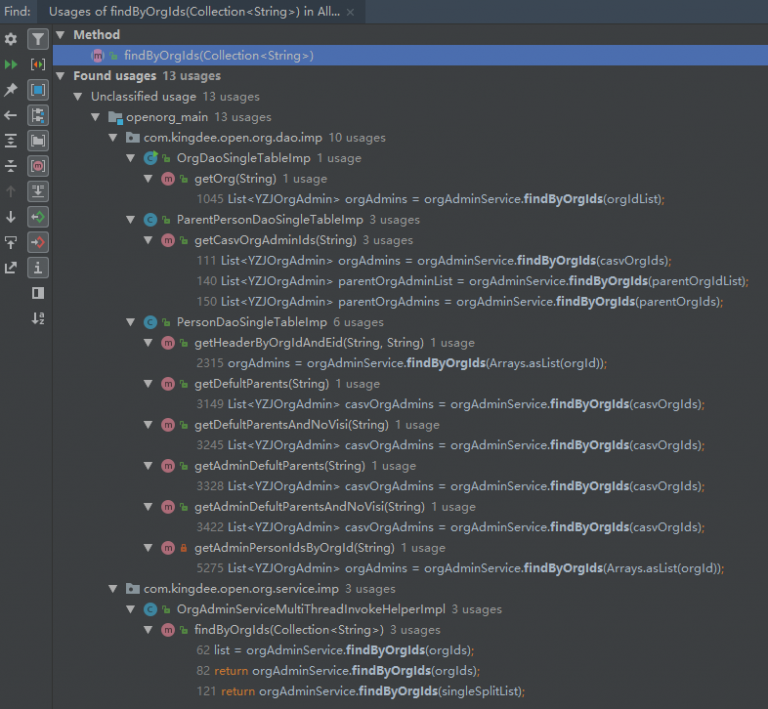 Find: Usages of findByOrgIds(Collection<String>) in All... ×
Method
findByOrgIds(Collection<String>)
Found usages 13 usages
Unclassified usage 13 usages
openorg_main 13 usages
com.kingdee.open.org.dao.imp 10 usages
OrgDaoSingleTableImp 1 usage
getOrg(String) 1 usage
1045 List<YZJOrgAdmin> orgAdmins = orgAdminService.findByOrgIds(orgIdList);
ParentPersonDaoSingleTableImp 3 usages
getCasvOrgAdminIds(String) 3 usages
111 List<YZJOrgAdmin> orgAdmins = orgAdminService.findByOrgIds(casvOrgIds);
140 List<YZJOrgAdmin> parentOrgAdminList = orgAdminService.findByOrgIds(parentOrgIdList);
150 List<YZJOrgAdmin> parentOrgAdmins = orgAdminService.findByOrgIds(parentOrgIds);
PersonDaoSingleTableImp 6 usages
getHeaderByOrgIdAndEid(String, String) 1 usage
2315 orgAdmins = orgAdminService.findByOrgIds(Arrays.asList(orgId));
getDefultParents(String) 1 usage
3149 List<YZJOrgAdmin> casvOrgAdmins = orgAdminService.findByOrgIds(casvOrgIds);
getDefultParentsAndNoVisi(String) 1 usage
3245 List<YZJOrgAdmin> casvOrgAdmins = orgAdminService.findByOrgIds(casvOrgIds);
getAdminDefultParents(String) 1 usage
3328 List<YZJOrgAdmin> casvOrgAdmins = orgAdminService.findByOrgIds(casvOrgIds);
getAdminDefultParentsAndNoVisi(String) 1 usage
3422 List<YZJOrgAdmin> casvOrgAdmins = orgAdminService.findByOrgIds(casvOrgIds);
getAdminPersonIdsByOrgId(String) 1 usage
5275 List<YZJOrgAdmin> orgAdmins = orgAdminService.findByOrgIds(Arrays.asList(orgId));
com.kingdee.open.org.service.imp 3 usages
OrgAdminServiceMultiThreadInvokeHelperImpl 3 usages
findByOrgIds(Collection<String>) 3 usages
62 list = orgAdminService.findByOrgIds(orgIds);
82 return orgAdminService.findByOrgIds(orgIds);
121 return orgAdminService.findByOrgIds(singleSplitList);